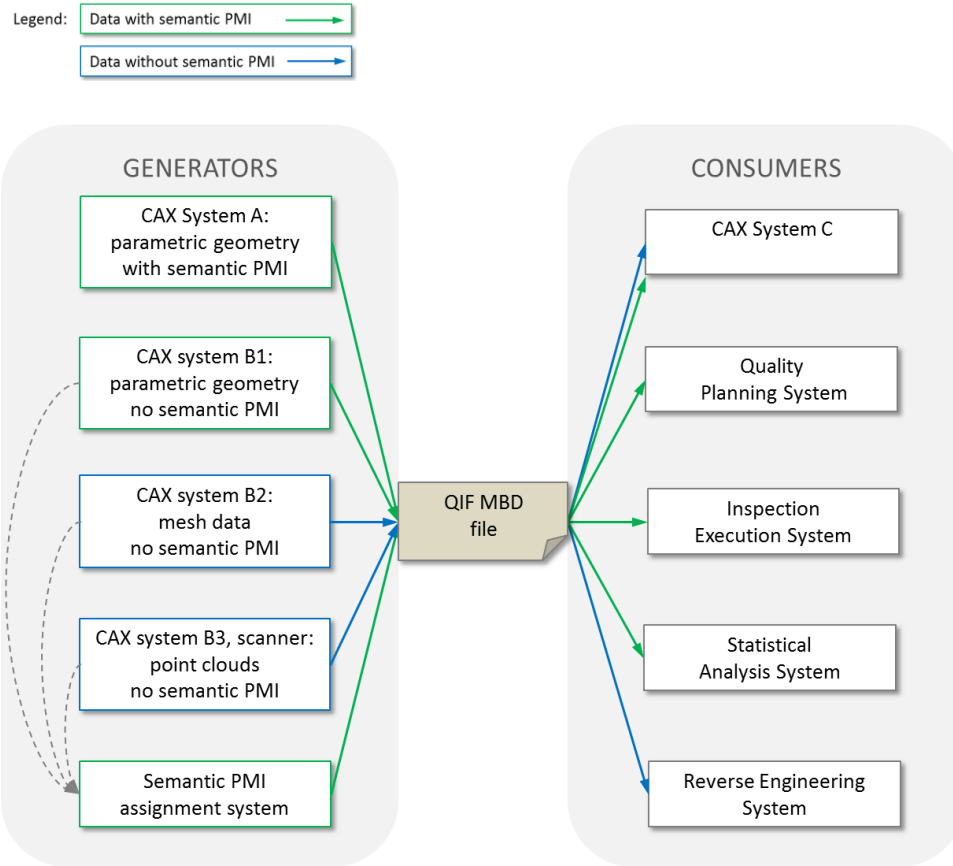 Legend:
Data with semantic PMI
Data without semantic PMI
GENERATORS
CAX System A:
parametric geometry
with semantic PMI
CAX system B1:
parametric geometry
no semantic PMI
CAX system B2:
mesh data
no semantic PMI
CAX system B3, scanner:
point clouds
no semantic PMI
Semantic PMI
assignment system
QIF MBD
file
CONSUMERS
CAX System C
Quality
Planning System
Inspection
Execution System
Statistical
Analysis System
Reverse Engineering
System